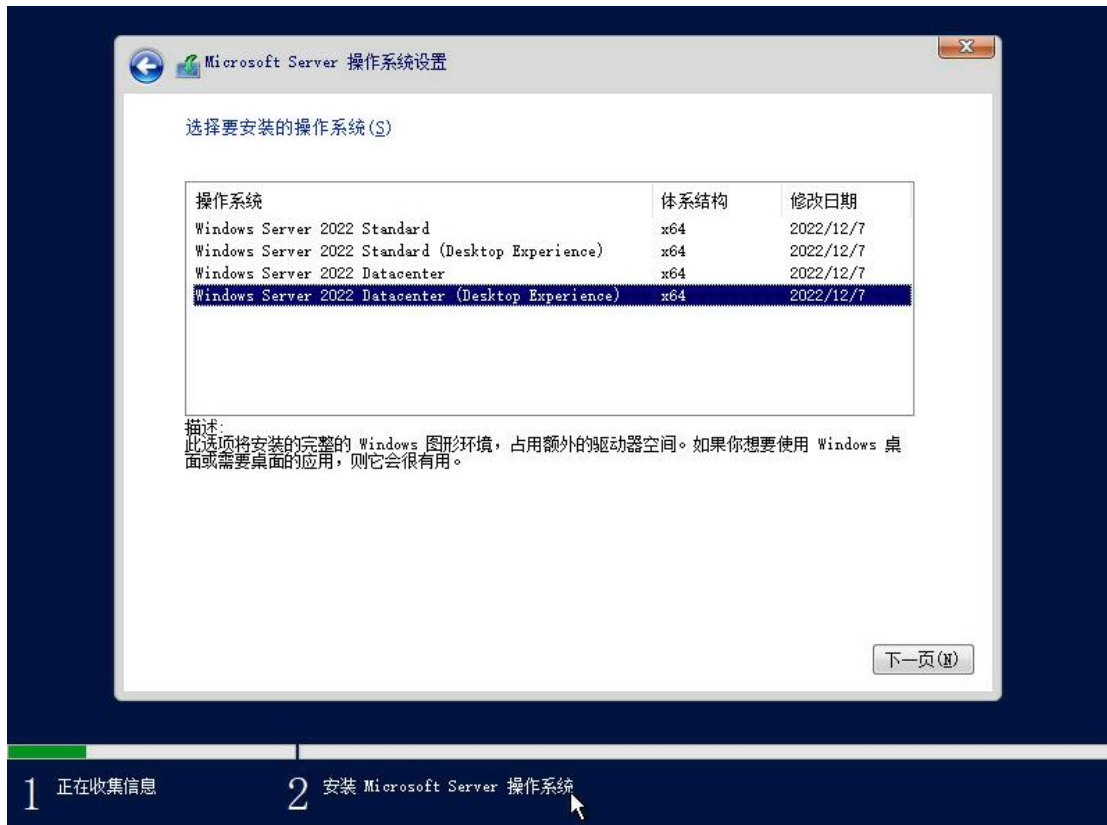 Microsoft Server 操作系统设置
选择要安装的操作系统(S)
操作系统 体系结构 修改日期
Windows Server 2022 Standard x64 2022/12/7
Windows Server 2022 Standard (Desktop Experience) x64 2022/12/7
Windows Server 2022 Datacenter x64 2022/12/7
Windows Server 2022 Datacenter (Desktop Experience) x64 2022/12/7
描述:
此选项将安装的完整的 Windows 图形环境，占用额外的驱动器空间。如果你想要使用 Windows 桌
面或需要桌面的应用，则它会很有用。
下一页(N)
1 正在收集信息 2 安装 Microsoft Server 操作系统